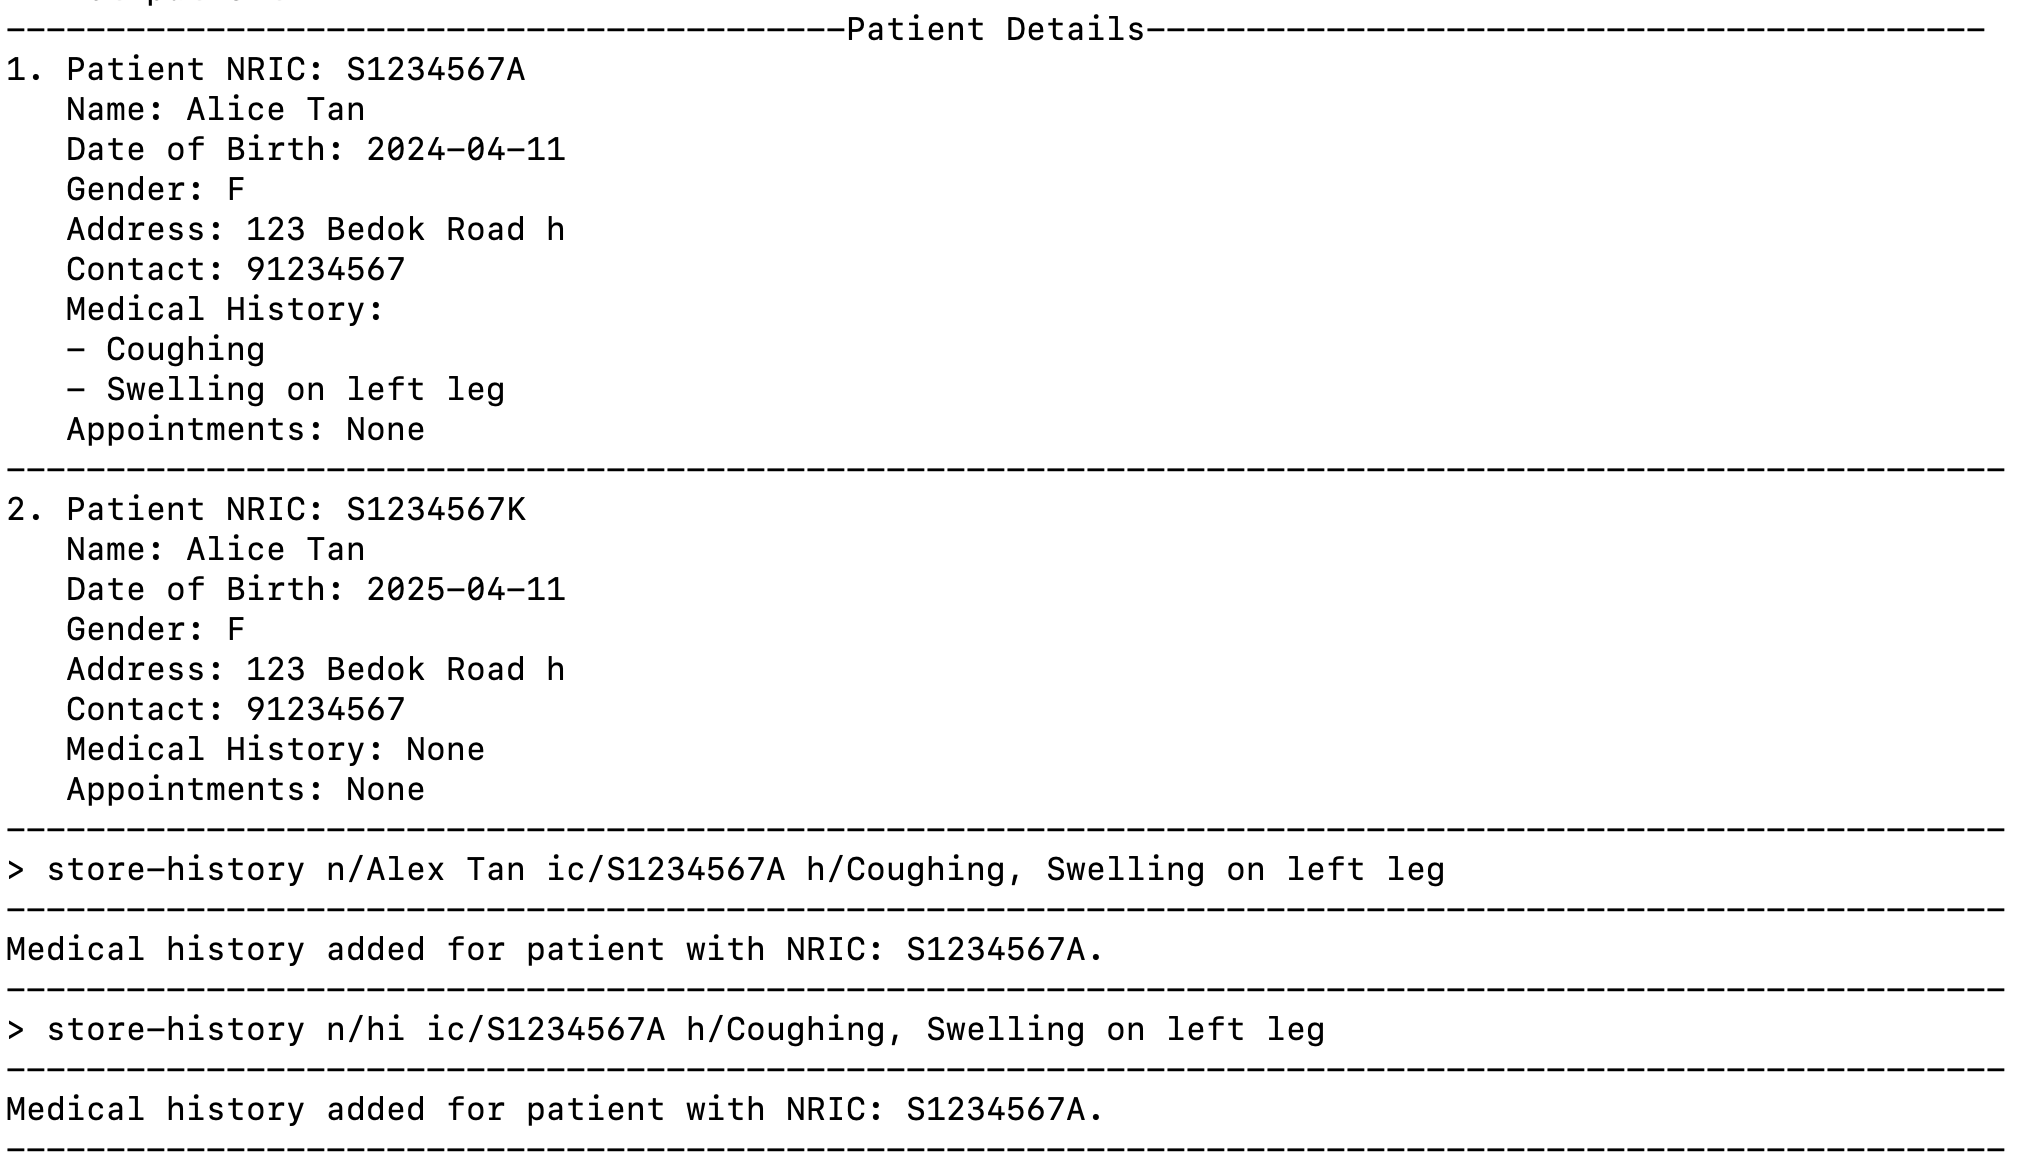 ------------------------------------------Patient Details------------------------------------------
1. Patient NRIC: S1234567A
   Name: Alice Tan
   Date of Birth: 2024-04-11
   Gender: F
   Address: 123 Bedok Road h
   Contact: 91234567
   Medical History:
   - Coughing
   - Swelling on left leg
   Appointments: None
----------------------------------------------------------------------------------------------------
2. Patient NRIC: S1234567K
   Name: Alice Tan
   Date of Birth: 2025-04-11
   Gender: F
   Address: 123 Bedok Road h
   Contact: 91234567
   Medical History: None
   Appointments: None
----------------------------------------------------------------------------------------------------
> store-history n/Alex Tan ic/S1234567A h/Coughing, Swelling on left leg
----------------------------------------------------------------------------------------------------
Medical history added for patient with NRIC: S1234567A.
----------------------------------------------------------------------------------------------------
> store-history n/hi ic/S1234567A h/Coughing, Swelling on left leg
----------------------------------------------------------------------------------------------------
Medical history added for patient with NRIC: S1234567A.
----------------------------------------------------------------------------------------------------